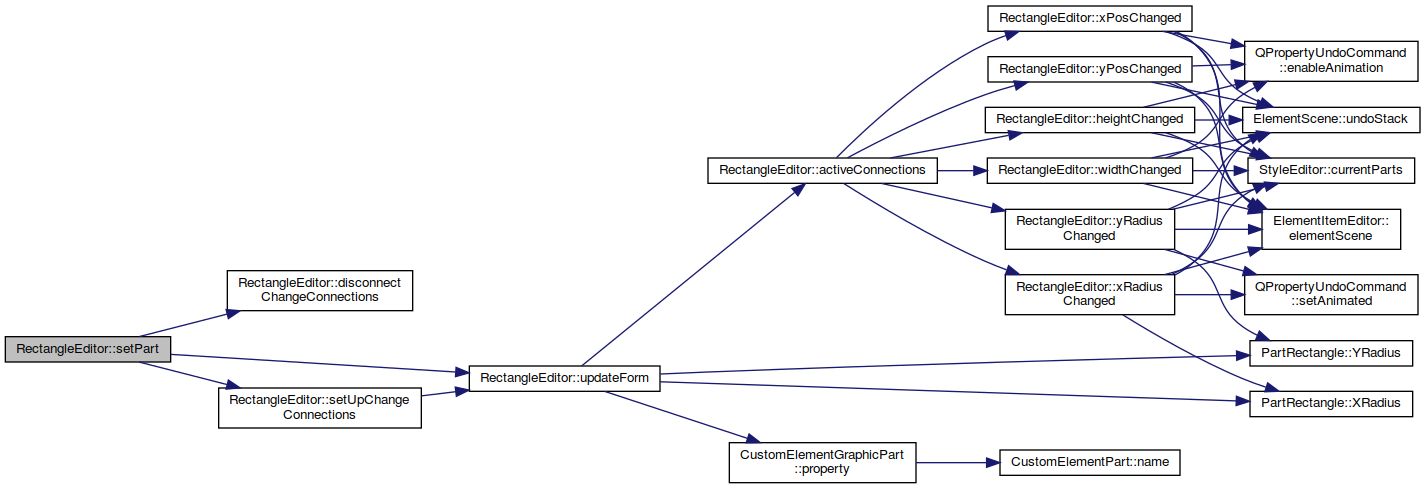 RectangleEditor::setPart
RectangleEditor::disconnect
ChangeConnections
RectangleEditor::setUpChange
Connections
RectangleEditor::updateForm
RectangleEditor::activeConnections
CustomElementGraphicPart
::property
RectangleEditor::xPosChanged
RectangleEditor::yPosChanged
RectangleEditor::heightChanged
RectangleEditor::widthChanged
RectangleEditor::yRadius
Changed
RectangleEditor::xRadius
Changed
CustomElementPart::name
QPropertyUndoCommand
::enableAnimation
ElementScene::undoStack
StyleEditor::currentParts
ElementItemEditor::
elementScene
QPropertyUndoCommand
::setAnimated
PartRectangle::YRadius
PartRectangle::XRadius